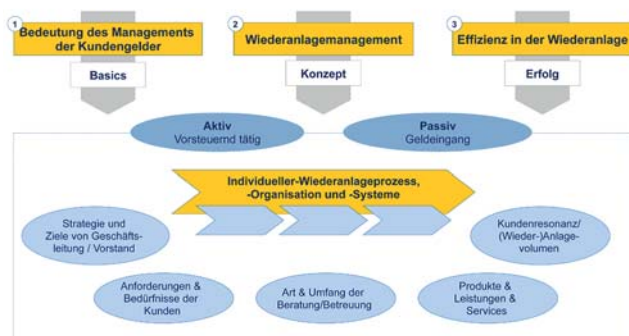 1
Bedeutung des Managements
der Kundengelder
2
Wiederanlagemanagement
3
Effizienz in der Wiederanlage
Basics
Konzept
Erfolg
Aktiv
Vorsteuernd tätig
Passiv
Geldeingang
Individueller-Wiederanlageprozess,
-Organisation und -Systeme
Strategie und
Ziele von Geschäfts-
leitung / Vorstand
Kundenresonanz/
(Wieder-)Anlage-
volumen
Anforderungen &
Bedürfnisse der
Kunden
Art & Umfang der
Beratung/Betreuung
Produkte &
Leistungen &
Services